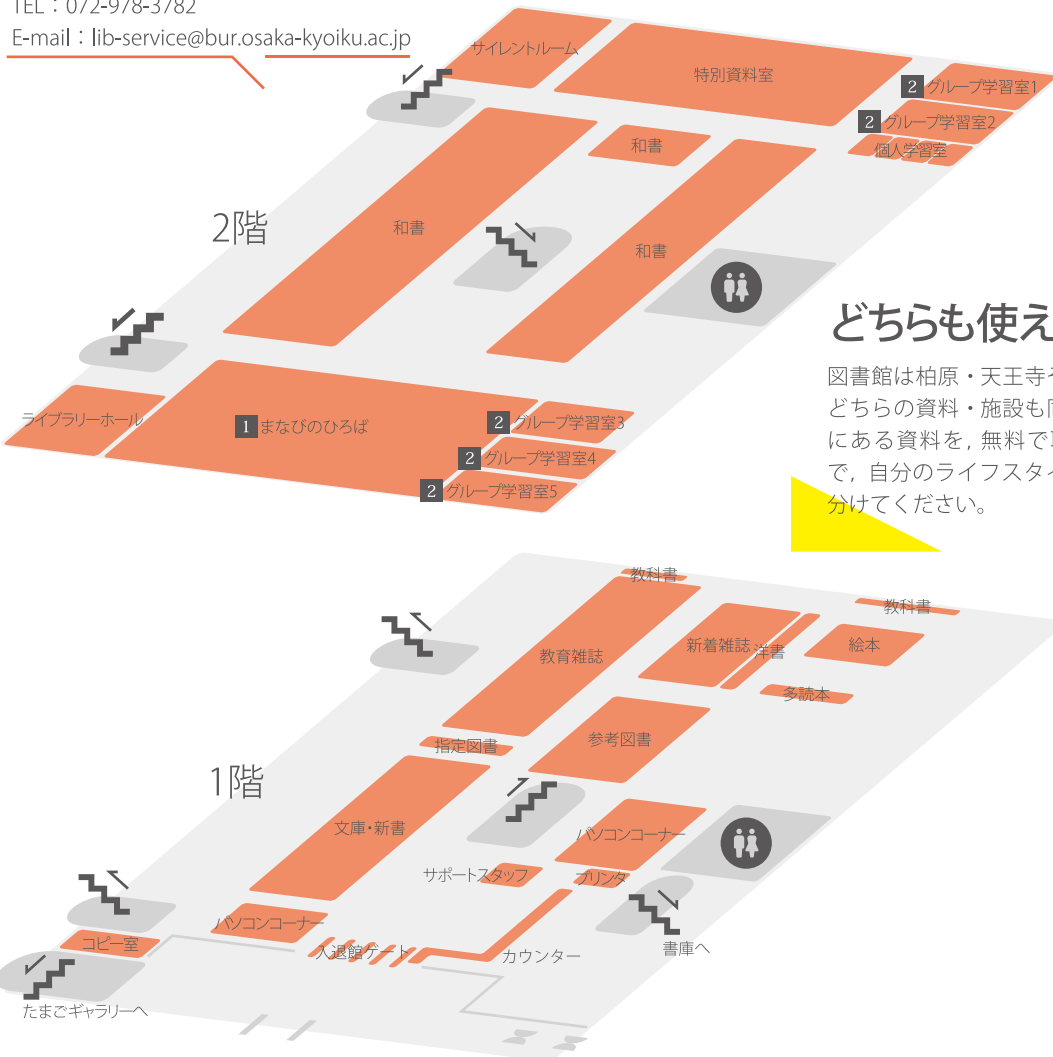 TEL：072-978-3782
E-mail：lib-service@bur.osaka-kyoiku.ac.jp
サイレントルーム
特別資料室
2 グループ学習室1
2 グループ学習室2
個人学習室
和書
和書
和書
2階
ライブラリーホール
1 まなびのひろば
2 グループ学習室3
2 グループ学習室4
2 グループ学習室5
どちらも使え
図書館は柏原・天王寺
どちらの資料・施設も
にある資料を, 無料で
で, 自分のライフスタイ
分けてください。
教科書
教科書
教育雑誌
新着雑誌
洋書
絵本
多読本
指定図書
参考図書
1階
文庫・新書
パソコンコーナー
サポートスタッフ
プリンタ
パソコンコーナー
入退館ゲート
カウンター
書庫へ
コピー室
たまごギャラリーへ